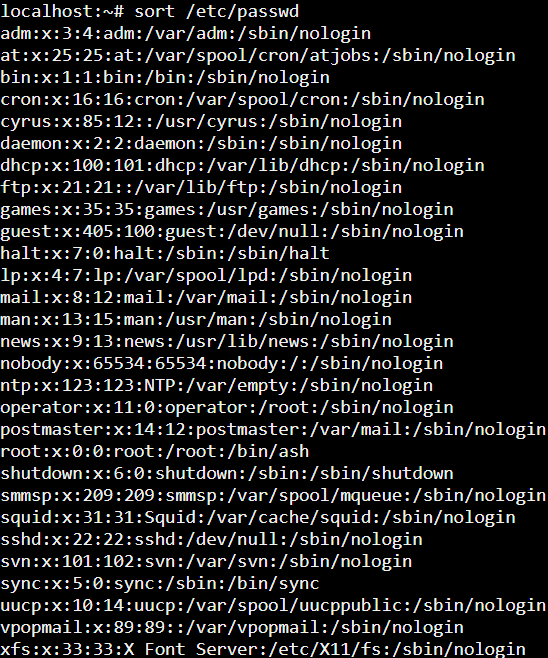 localhost:~# sort /etc/passwd
adm:x:3:4:adm:/var/adm:/sbin/nologin
at:x:25:25:at:/var/spool/cron/atjobs:/sbin/nologin
bin:x:1:1:bin:/bin:/sbin/nologin
cron:x:16:16:cron:/var/spool/cron:/sbin/nologin
cyrus:x:85:12::/usr/cyrus:/sbin/nologin
daemon:x:2:2:daemon:/sbin:/sbin/nologin
dhcp:x:100:101:dhcp:/var/lib/dhcp:/sbin/nologin
ftp:x:21:21::/var/lib/ftp:/sbin/nologin
games:x:35:35:games:/usr/games:/sbin/nologin
guest:x:405:100:guest:/dev/null:/sbin/nologin
halt:x:7:0:halt:/sbin:/sbin/halt
lp:x:4:7:lp:/var/spool/lpd:/sbin/nologin
mail:x:8:12:mail:/var/mail:/sbin/nologin
man:x:13:15:man:/usr/man:/sbin/nologin
news:x:9:13:news:/usr/lib/news:/sbin/nologin
nobody:x:65534:65534:nobody:/:/sbin/nologin
ntp:x:123:123:NTP:/var/empty:/sbin/nologin
operator:x:11:0:operator:/root:/sbin/nologin
postmaster:x:14:12:postmaster:/var/mail:/sbin/nologin
root:x:0:0:root:/root:/bin/ash
shutdown:x:6:0:shutdown:/sbin:/sbin/shutdown
smmsp:x:209:209:smmsp:/var/spool/mqueue:/sbin/nologin
squid:x:31:31:Squid:/var/cache/squid:/sbin/nologin
sshd:x:22:22:sshd:/dev/null:/sbin/nologin
svn:x:101:102:svn:/var/svn:/sbin/nologin
sync:x:5:0:sync:/sbin:/bin/sync
uucp:x:10:14:uucp:/var/spool/uucppublic:/sbin/nologin
vpopmail:x:89:89::/var/vpopmail:/sbin/nologin
xfs:x:33:33:X Font Server:/etc/X11/fs:/sbin/nologin